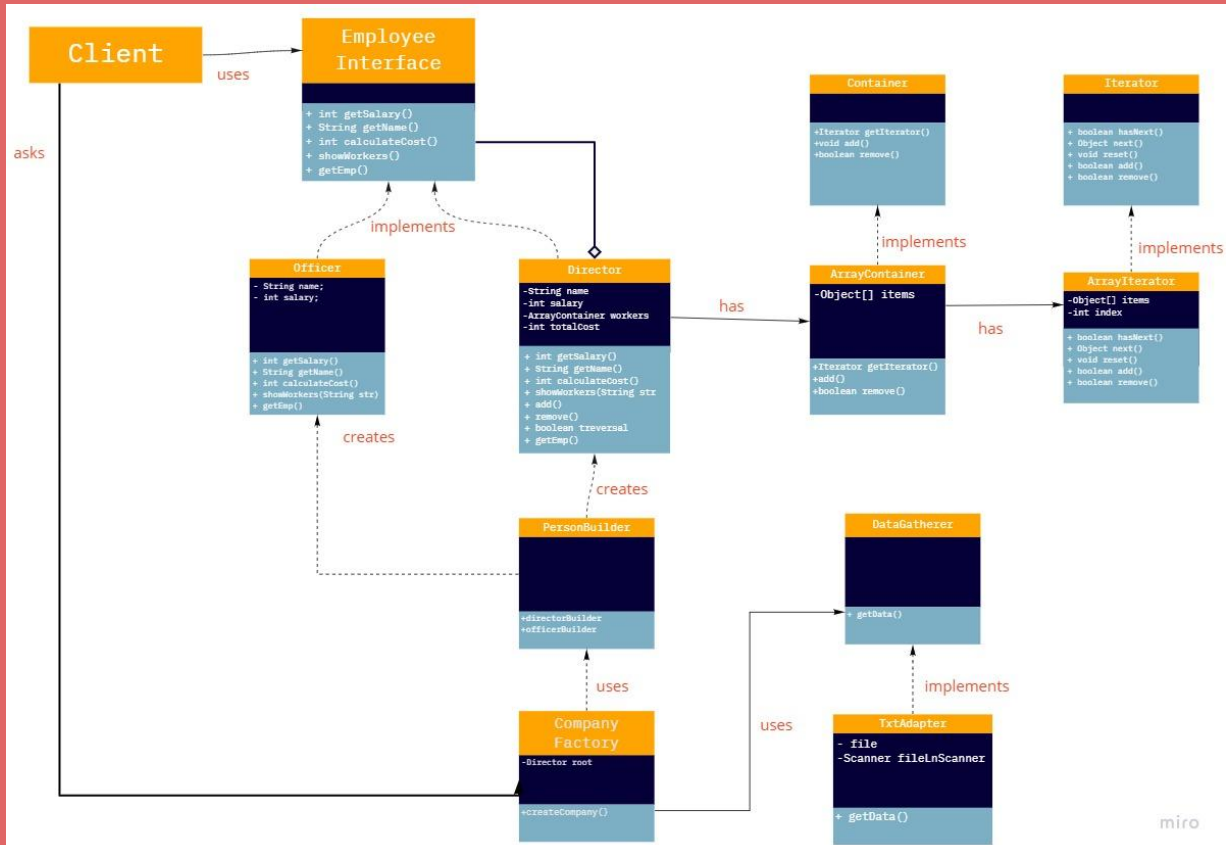 Client
uses
asks
Employee
Interface
+ int getSalary()
+ String getName()
+ int calculateCost()
+ showWorkers()
+ getEmp()
implements
Container
+Iterator getIterator()
+void add()
+boolean remove()
Iterator
+ boolean hasNext()
+ Object next()
+ void reset()
+ boolean add()
+ boolean remove()
implements
implements
Officer
- String name;
- int salary;
+ int getSalary()
+ String getName()
+ int calculateCost()
+ showWorkers(String str)
+ getEmp()
Director
-String name
-int salary
-ArrayContainer workers
-int totalCost
+ int getSalary()
+ String getName()
+ int calculateCost()
+ showWorkers(String str
+ add()
+ remove()
+ boolean treversal
+ getEmp()
has
ArrayContainer
-Object[] items
+Iterator getIterator()
+add()
+boolean remove()
has
ArrayIterator
-Object[] items
-int index
+ boolean hasNext()
+ Object next()
+ void reset()
+ boolean add()
+ boolean remove()
creates
creates
PersonBuilder
+directorBuilder
+officerBuilder
DataGatherer
+ getData()
uses
implements
Company
Factory
-Director root
+createCompany()
uses
TxtAdapter
- file
-Scanner fileLnScanner
+ getData()
miro